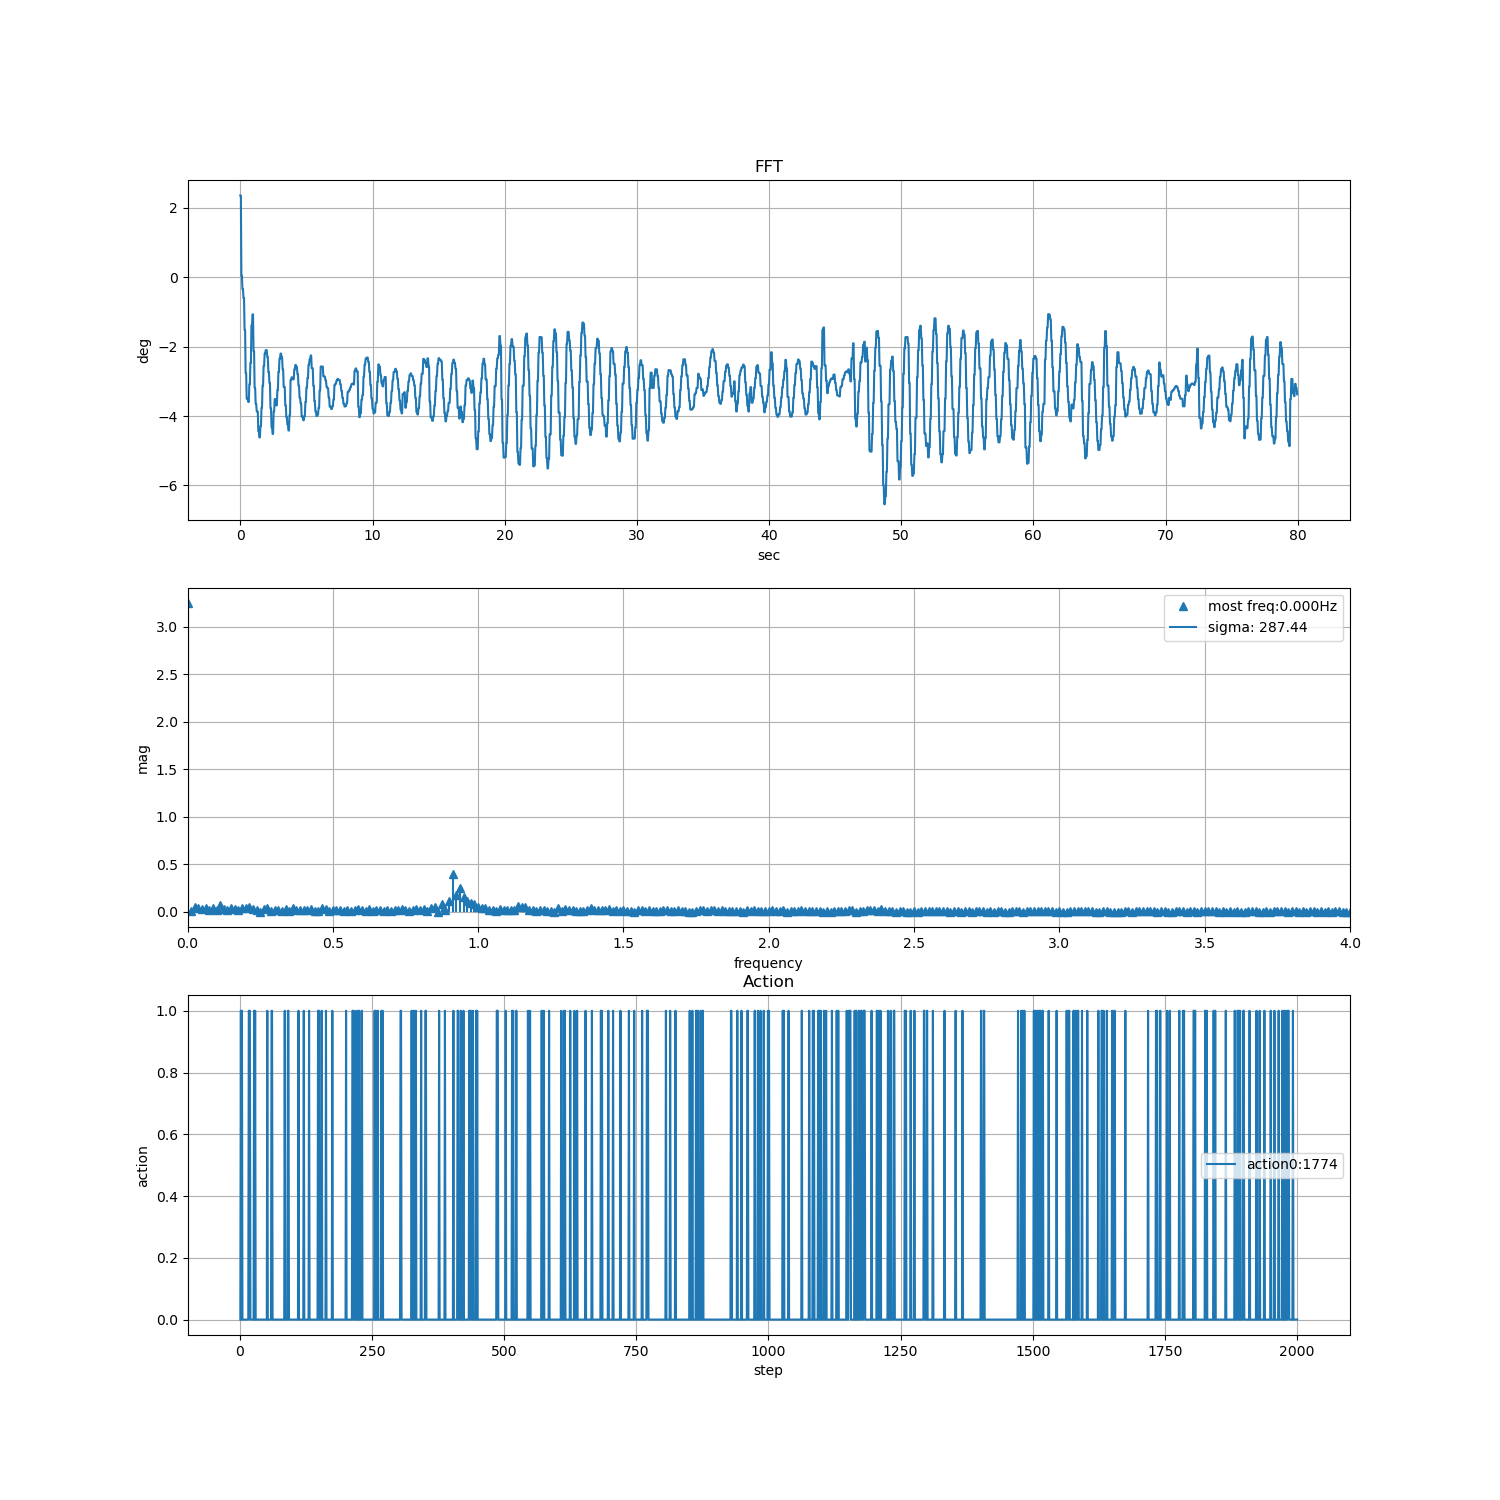 FFT
2
0
−2
−4
−6
deg
0 10 20 30 40 50 60 70 80
sec
most freq:0.000Hz
sigma: 287.44
3.0
2.5
2.0
1.5
1.0
0.5
0.0
mag
0.0 0.5 1.0 1.5 2.0 2.5 3.0 3.5 4.0
frequency
Action
1.0
0.8
0.6
0.4
0.2
0.0
action
action0:1774
0 250 500 750 1000 1250 1500 1750 2000
step